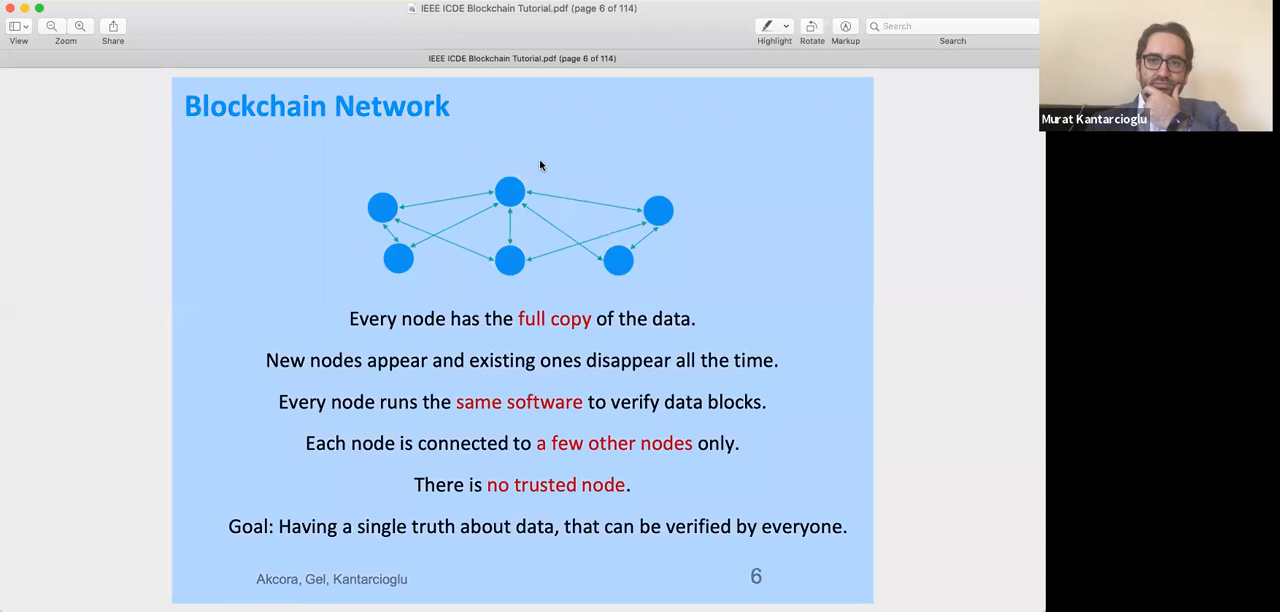 IEEE ICDE Blockchain Tutorial.pdf (page 6 of 114)
View
Zoom
Share
Highlight
Rotate
Markup
Search
Search
IEEE ICDE Blockchain Tutorial.pdf (page 6 of 114)
Blockchain Network
Every node has the full copy of the data.
New nodes appear and existing ones disappear all the time.
Every node runs the same software to verify data blocks.
Each node is connected to a few other nodes only.
There is no trusted node.
Goal: Having a single truth about data, that can be verified by everyone.
Akcora, Gel, Kantarcioglu
6
Murat Kantarcioglu